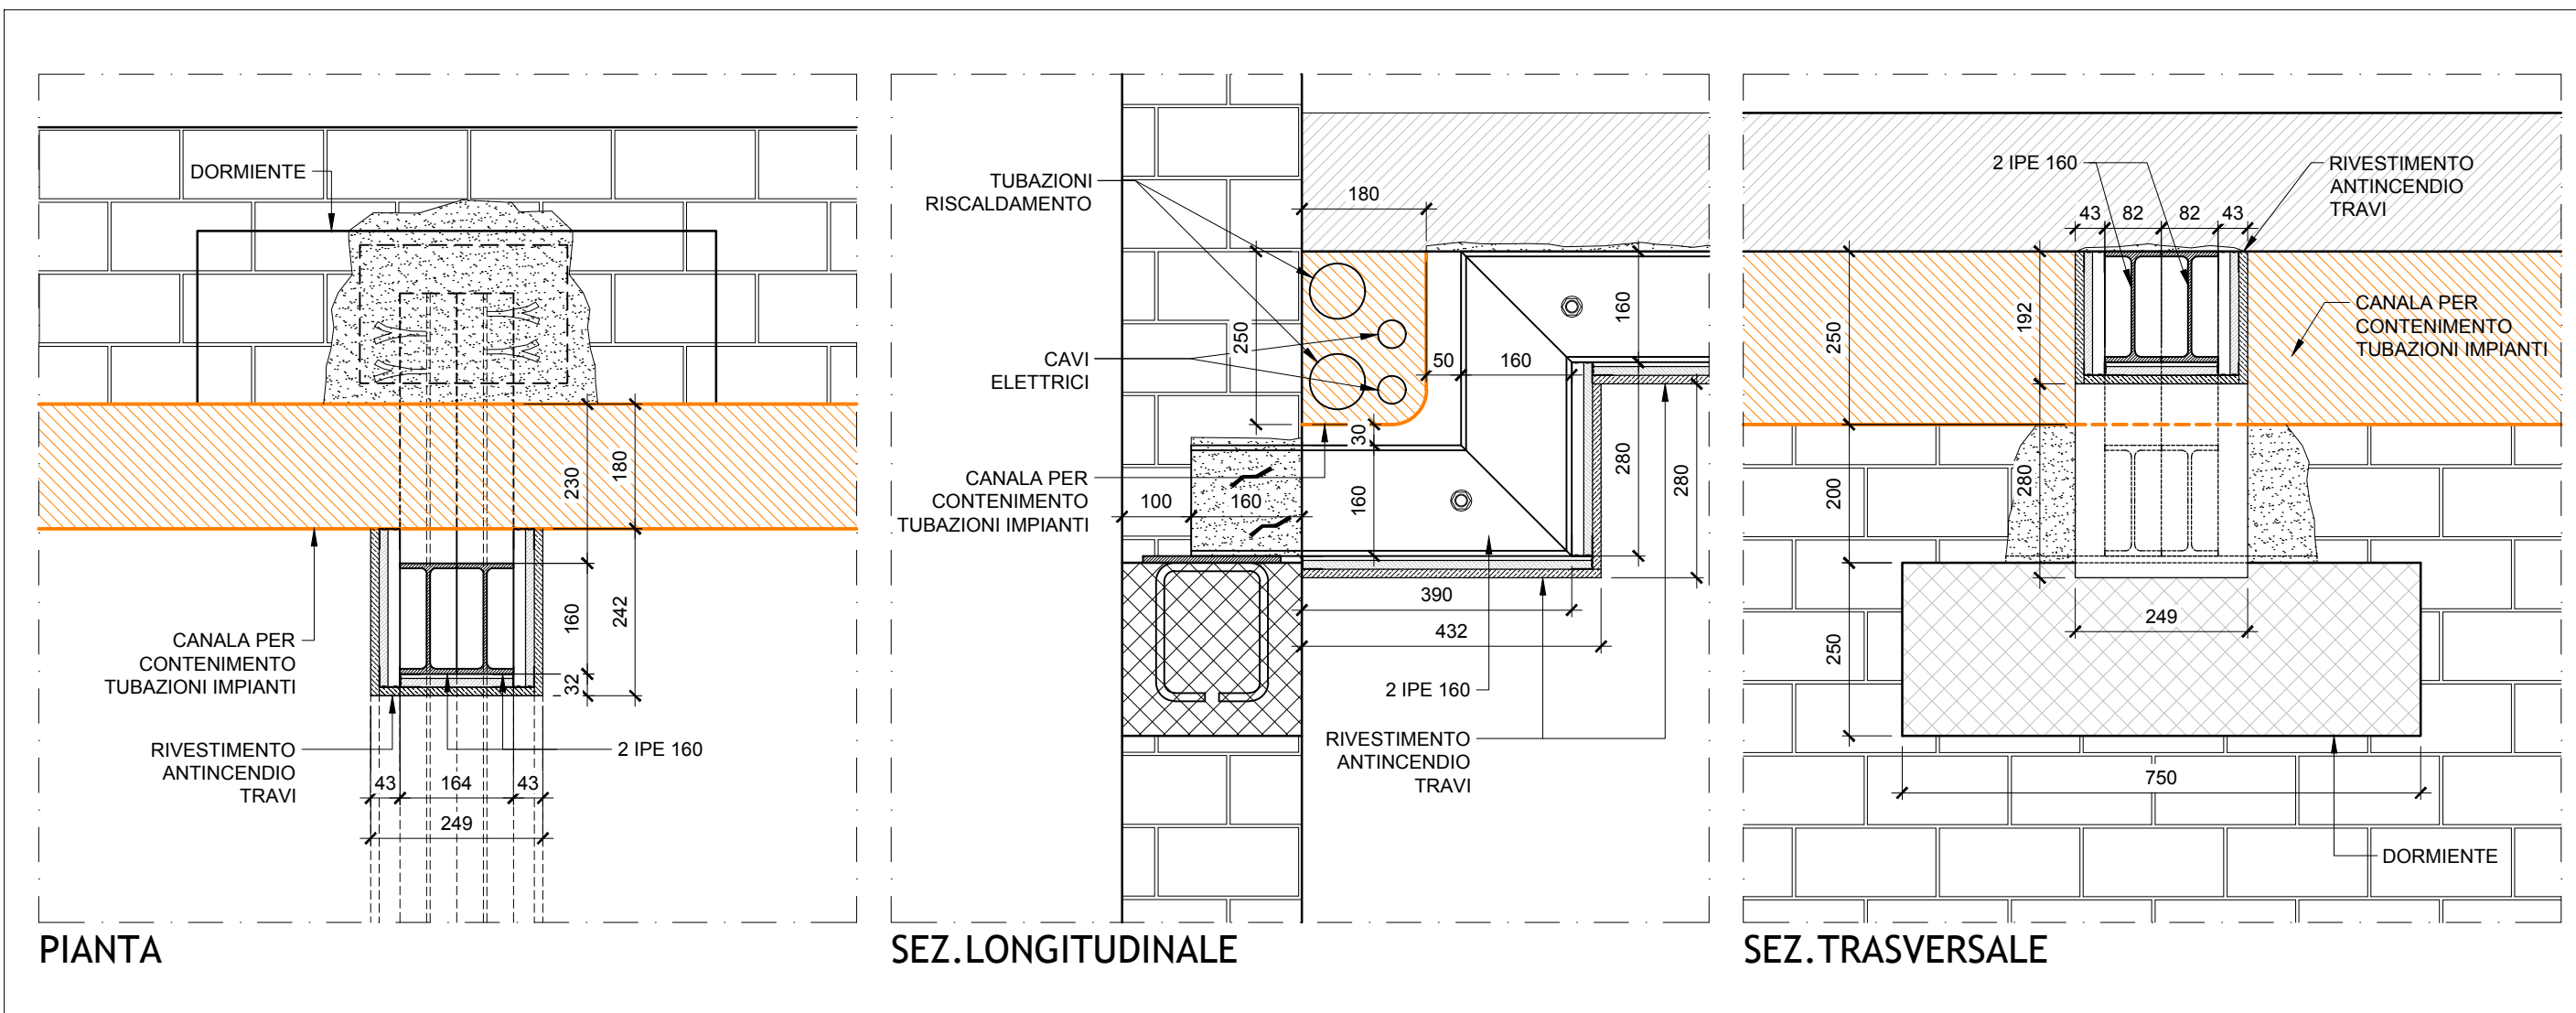 DORMIENTE
230
180
160
242
32
CANALA PER
CONTENIMENTO
TUBAZIONI IMPIANTI
RIVESTIMENTO
ANTINCENDIO
TRAVI
2 IPE 160
43
164
43
249
PIANTA
TUBAZIONI
RISCALDAMENTO
180
250
160
CAVI
ELETTRICI
50
160
30
CANALA PER
CONTENIMENTO
TUBAZIONI IMPIANTI
100
160
160
280
280
390
432
2 IPE 160
RIVESTIMENTO
ANTINCENDIO
TRAVI
SEZ.LONGITUDINALE
2 IPE 160
RIVESTIMENTO
ANTINCENDIO
TRAVI
43
82
82
43
192
250
CANALA PER
CONTENIMENTO
TUBAZIONI IMPIANTI
280
200
249
250
750
DORMIENTE
SEZ.TRASVERSALE